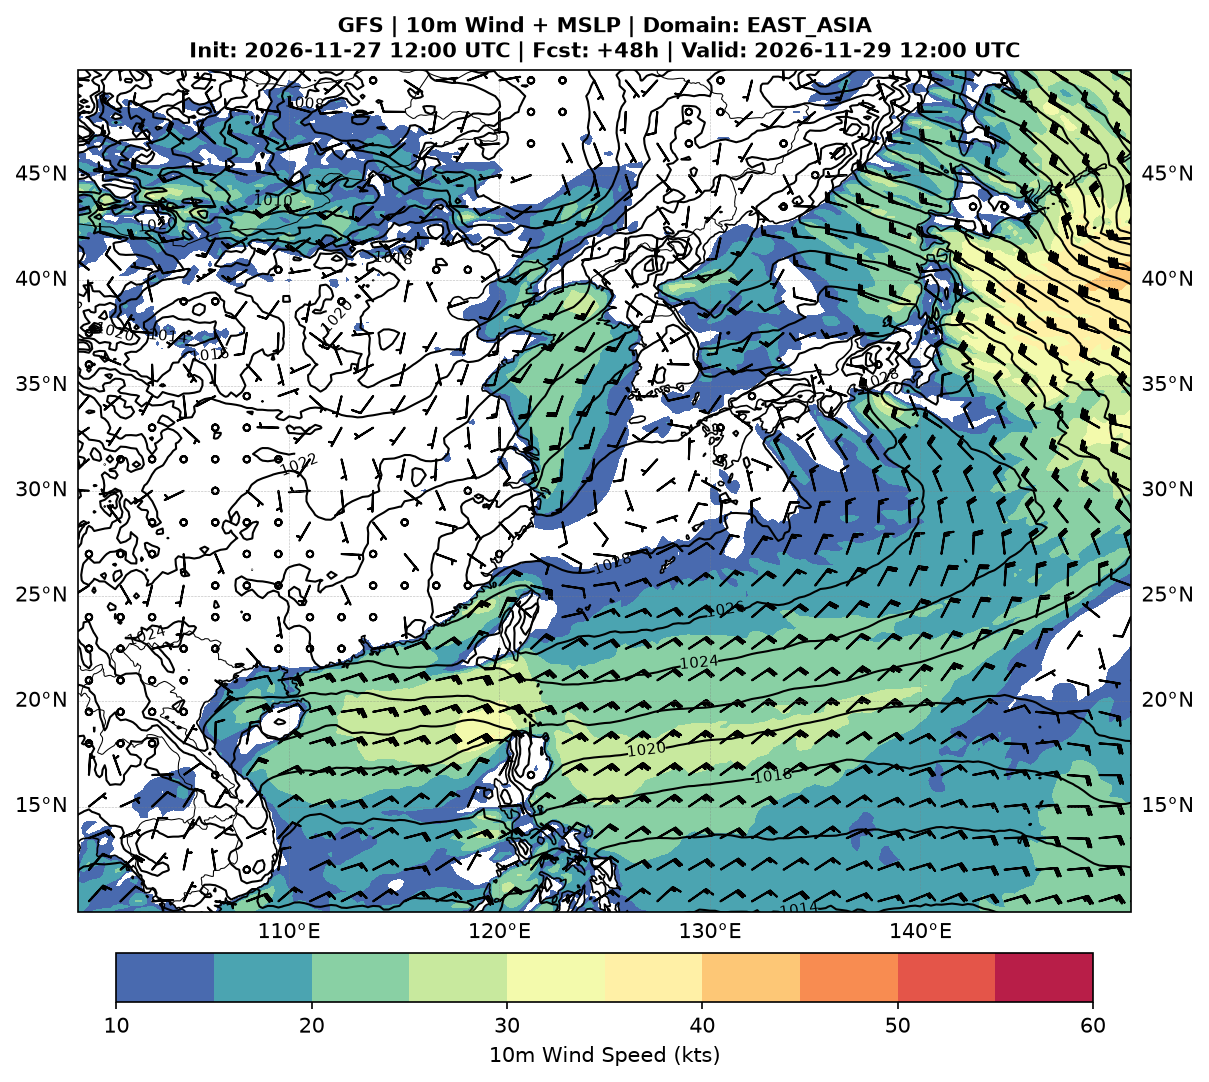 GFS | 10m Wind + MSLP | Domain: EAST_ASIA
Init: 2026-11-27 12:00 UTC | Fcst: +48h | Valid: 2026-11-29 12:00 UTC
1008
45°N
45°N
1010
1018
40°N
40°N
1020
35°N
35°N
1022
30°N
30°N
1028
25°N
25°N
1026
1024
1024
20°N
20°N
1020
1018
15°N
15°N
1014
110°E
120°E
130°E
140°E
10
20
30
40
50
60
10m Wind Speed (kts)